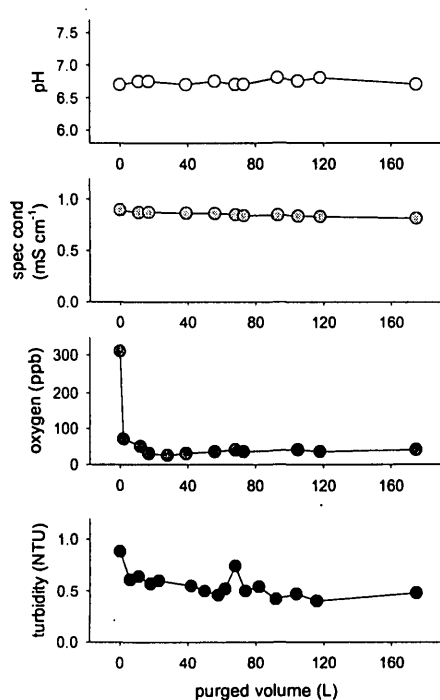 7.5
7.0
6.5
6.0
pH
0 40 80 120 160
1.0
0.5
0.0
spec cond
(mS cm⁻¹)
0 40 80 120 160
300
200
100
0
oxygen (ppb)
0 40 80 120 160
1.0
0.5
0.0
turbidity (NTU)
0 40 80 120 160
purged volume (L)